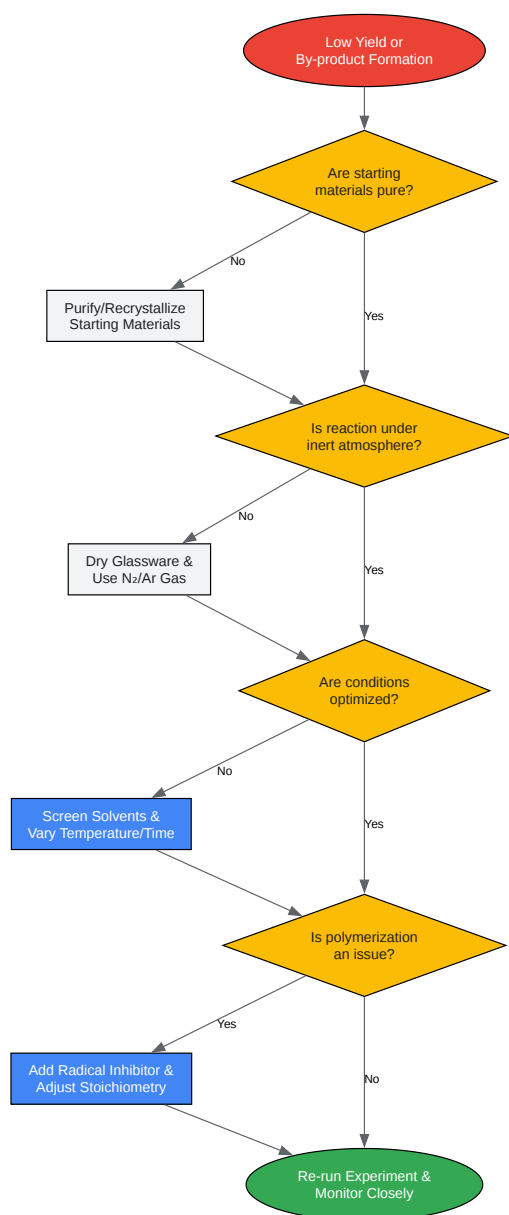 Low Yield or
By-product Formation
Are starting
materials pure?
No
Purify/Recrystallize
Starting Materials
Yes
Is reaction under
inert atmosphere?
No
Dry Glassware &
Use N₂/Ar Gas
Yes
Are conditions
optimized?
No
Screen Solvents &
Vary Temperature/Time
Yes
Is polymerization
an issue?
Yes
Add Radical Inhibitor &
Adjust Stoichiometry
No
Re-run Experiment &
Monitor Closely